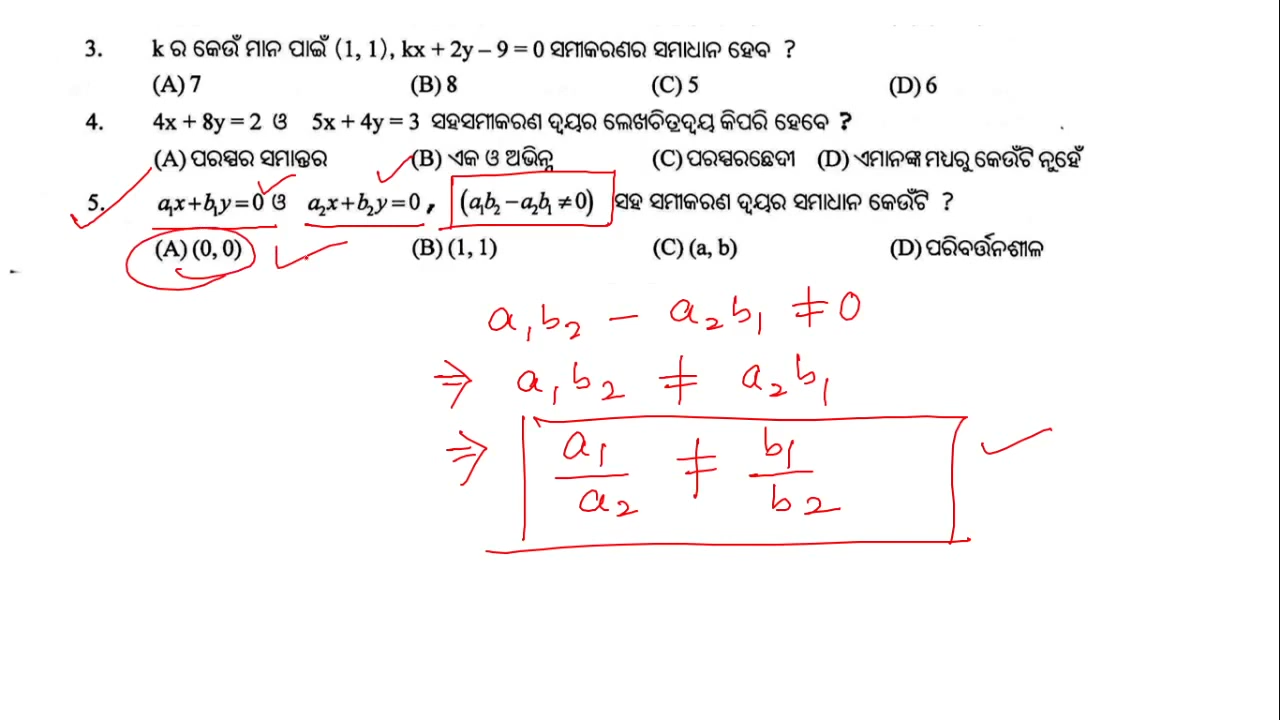 3. k ର କେଉଁ ମାନ ପାଇଁ (1, 1), kx + 2y – 9 = 0 ସମୀକରଣର ସମାଧାନ ହେବ ?
(A) 7 (B) 8 (C) 5 (D) 6
4. 4x + 8y = 2 ଓ 5x + 4y = 3 ସହସମୀକରଣ ଦ୍ୱୟର ଲେଖଚିତ୍ରଦ୍ୱୟ କିପରି ହେବେ ?
(A) ପରସ୍ପର ସମାନ୍ତର (B) ଏକ ଓ ଅଭିନ୍ନ (C) ପରସ୍ପରଛେଦୀ (D) ଏମାନଙ୍କ ମଧ୍ୟରୁ କେଉଁଟି ନୁହେଁ
5. a₁x + b₁y = 0 ଓ a₂x + b₂y = 0 , (a₁b₂ – a₂b₁ ≠ 0) ସହ ସମୀକରଣ ଦ୍ୱୟର ସମାଧାନ କେଉଁଟି ?
(A) (0, 0) (B) (1, 1) (C) (a, b) (D) ପରିବର୍ତ୍ତନଶୀଳ
a₁b₂ – a₂b₁ ≠ 0
⇒ a₁b₂ ≠ a₂b₁
⇒ a₁/a₂ ≠ b₁/b₂